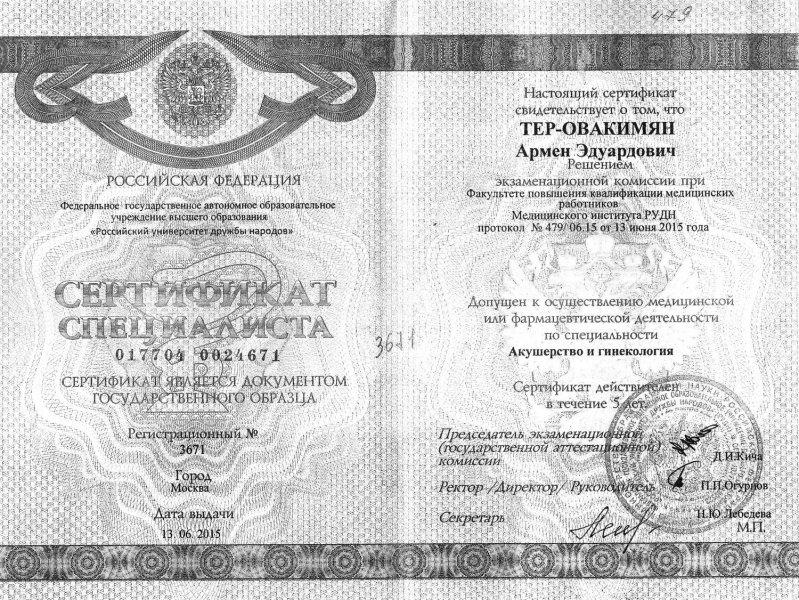 479
РОССИЙСКАЯ ФЕДЕРАЦИЯ
Федеральное государственное автономное образовательное
учреждение высшего образования
«Российский университет дружбы народов»
СЕРТИФИКАТ
СПЕЦИАЛИСТА
017704 0024671
СЕРТИФИКАТ ЯВЛЯЕТСЯ ДОКУМЕНТОМ
ГОСУДАРСТВЕННОГО ОБРАЗЦА
Регистрационный №
3671
Город
Москва
Дата выдачи
13. 06. 2015
3671
Настоящий сертификат
свидетельствует о том, что
ТЕР-ОВАКИМЯН
Армен Эдуардович
Решением
экзаменационной комиссии при
Факультете повышения квалификации медицинских
работников
Медицинского института РУДН
протокол № 479/ 06.15 от 13 июня 2015 года
Допущен к осуществлению медицинской
или фармацевтической деятельности
по специальности
Акушерство и гинекология
Сертификат действителен
в течение 5 лет.
Председатель экзаменационной
(государственной аттестационной)
комиссии
Д.И.Кича
Ректор /Директор/ Руководитель
П.П.Огурцов
Секретарь
Н.Ю Лебедева
М.П.